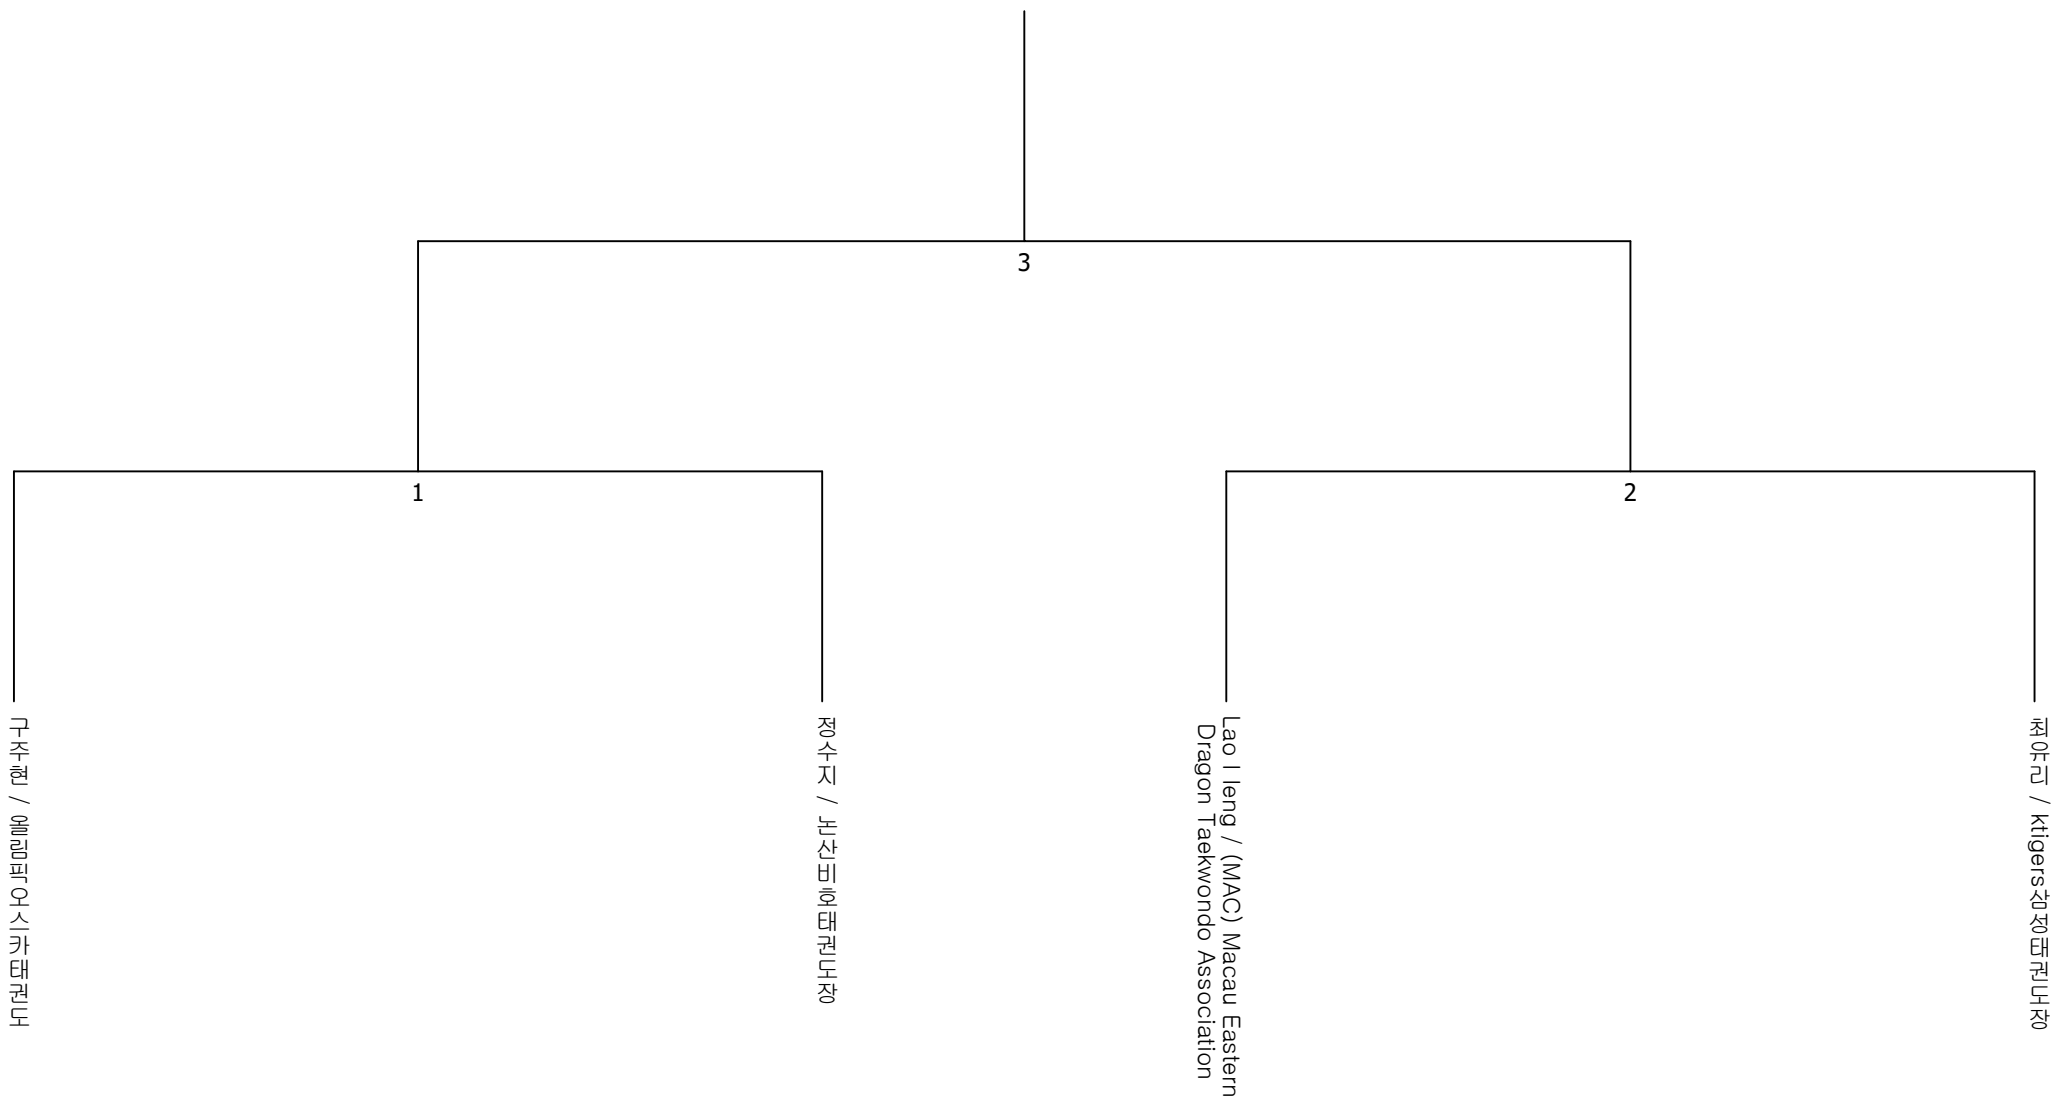 3
1
2
구주현 / 올림픽오스카태권도
정수지 / 논산비호태권도장
Lao I Ieng / (MAC) Macau Eastern
Dragon Taekwondo Association
최유리 / ktigers삼성태권도장